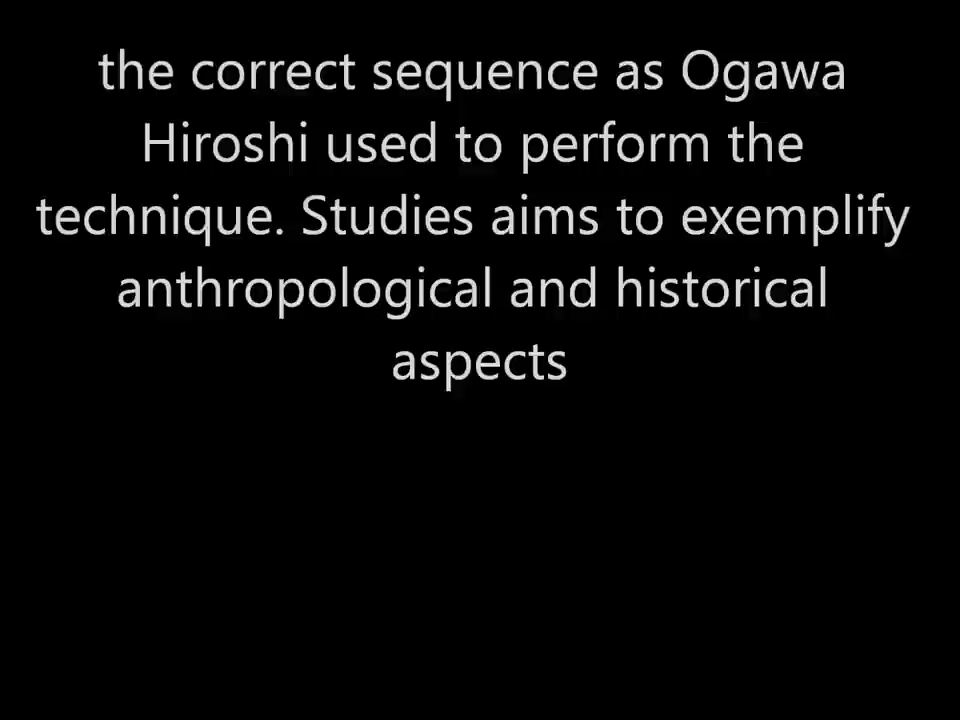 the correct sequence as Ogawa
Hiroshi used to perform the
technique. Studies aims to exemplify
anthropological and historical
aspects